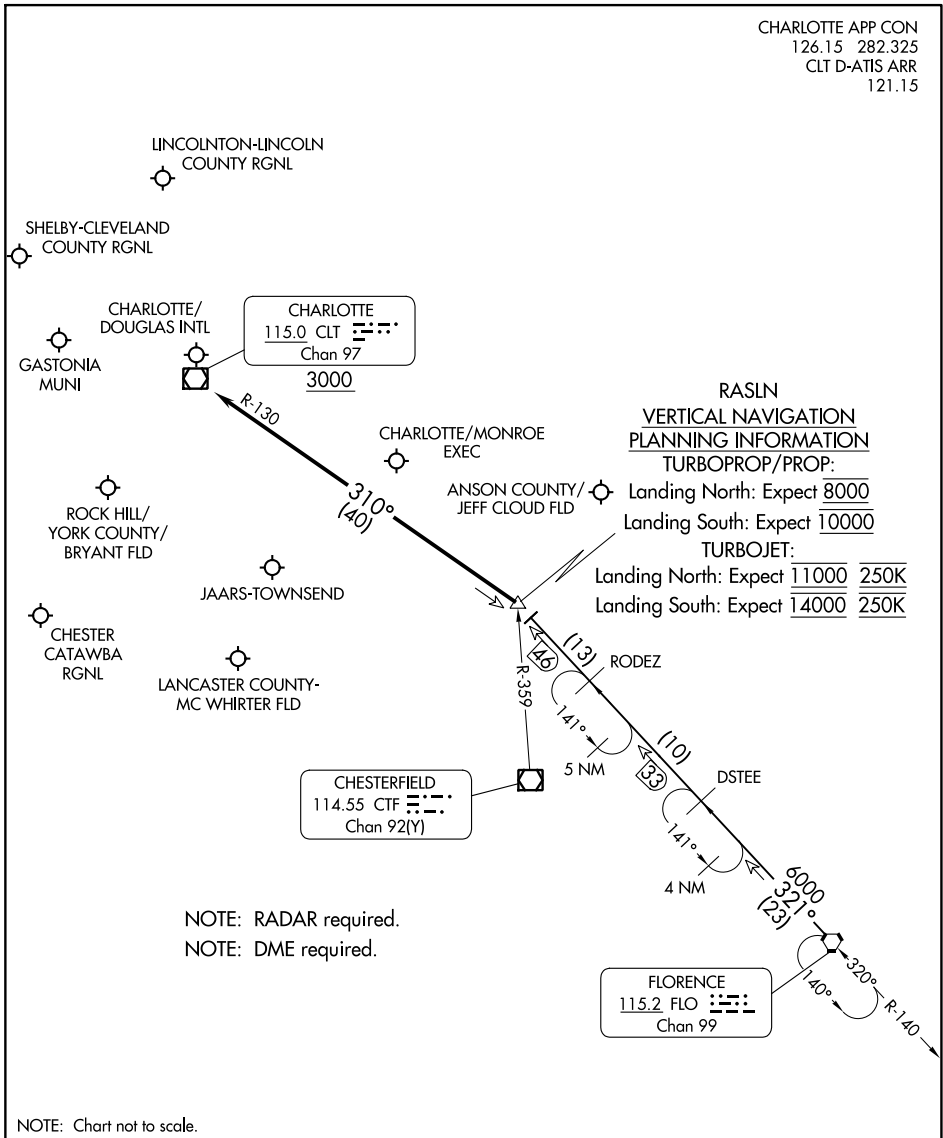 CHARLOTTE APP CON
126.15 282.325
CLT D-ATIS ARR
121.15
LINCOLNTON-LINCOLN
COUNTY RGNL
SHELBY-CLEVELAND
COUNTY RGNL
CHARLOTTE/
DOUGLAS INTL
CHARLOTTE
115.0 CLT
Chan 97
3000
GASTONIA
MUNI
R-130
310°
(40)
CHARLOTTE/MONROE
EXEC
ANSON COUNTY/
JEFF CLOUD FLD
RASLN
VERTICAL NAVIGATION
PLANNING INFORMATION
TURBOPROP/PROP:
Landing North: Expect 8000
Landing South: Expect 10000
TURBOJET:
Landing North: Expect 11000 250K
Landing South: Expect 14000 250K
ROCK HILL/
YORK COUNTY/
BRYANT FLD
JAARS-TOWNSEND
CHESTER
CATAWBA
RGNL
LANCASTER COUNTY-
MC WHIRTER FLD
R-359
46
(13)
RODEZ
141°
5 NM
(10)
33
DSTEE
141°
4 NM
CHESTERFIELD
114.55 CTF
Chan 92(Y)
6000
321°
(23)
NOTE: RADAR required.
NOTE: DME required.
320°
140°
R-140
FLORENCE
115.2 FLO
Chan 99
NOTE: Chart not to scale.